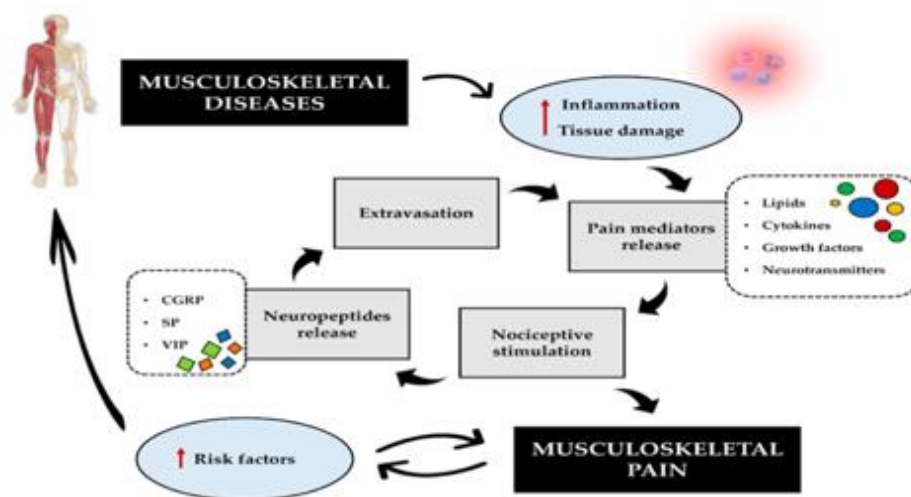 MUSCULOSKELETAL
DISEASES
Inflammation
Tissue damage
Extravasation
Pain mediators
release
• Lipids
• Cytokines
• Growth factors
• Neurotransmitters
• CGRP
• SP
• VIP
Neuropeptides
release
Nociceptive
stimulation
Risk factors
MUSCULOSKELETAL
PAIN